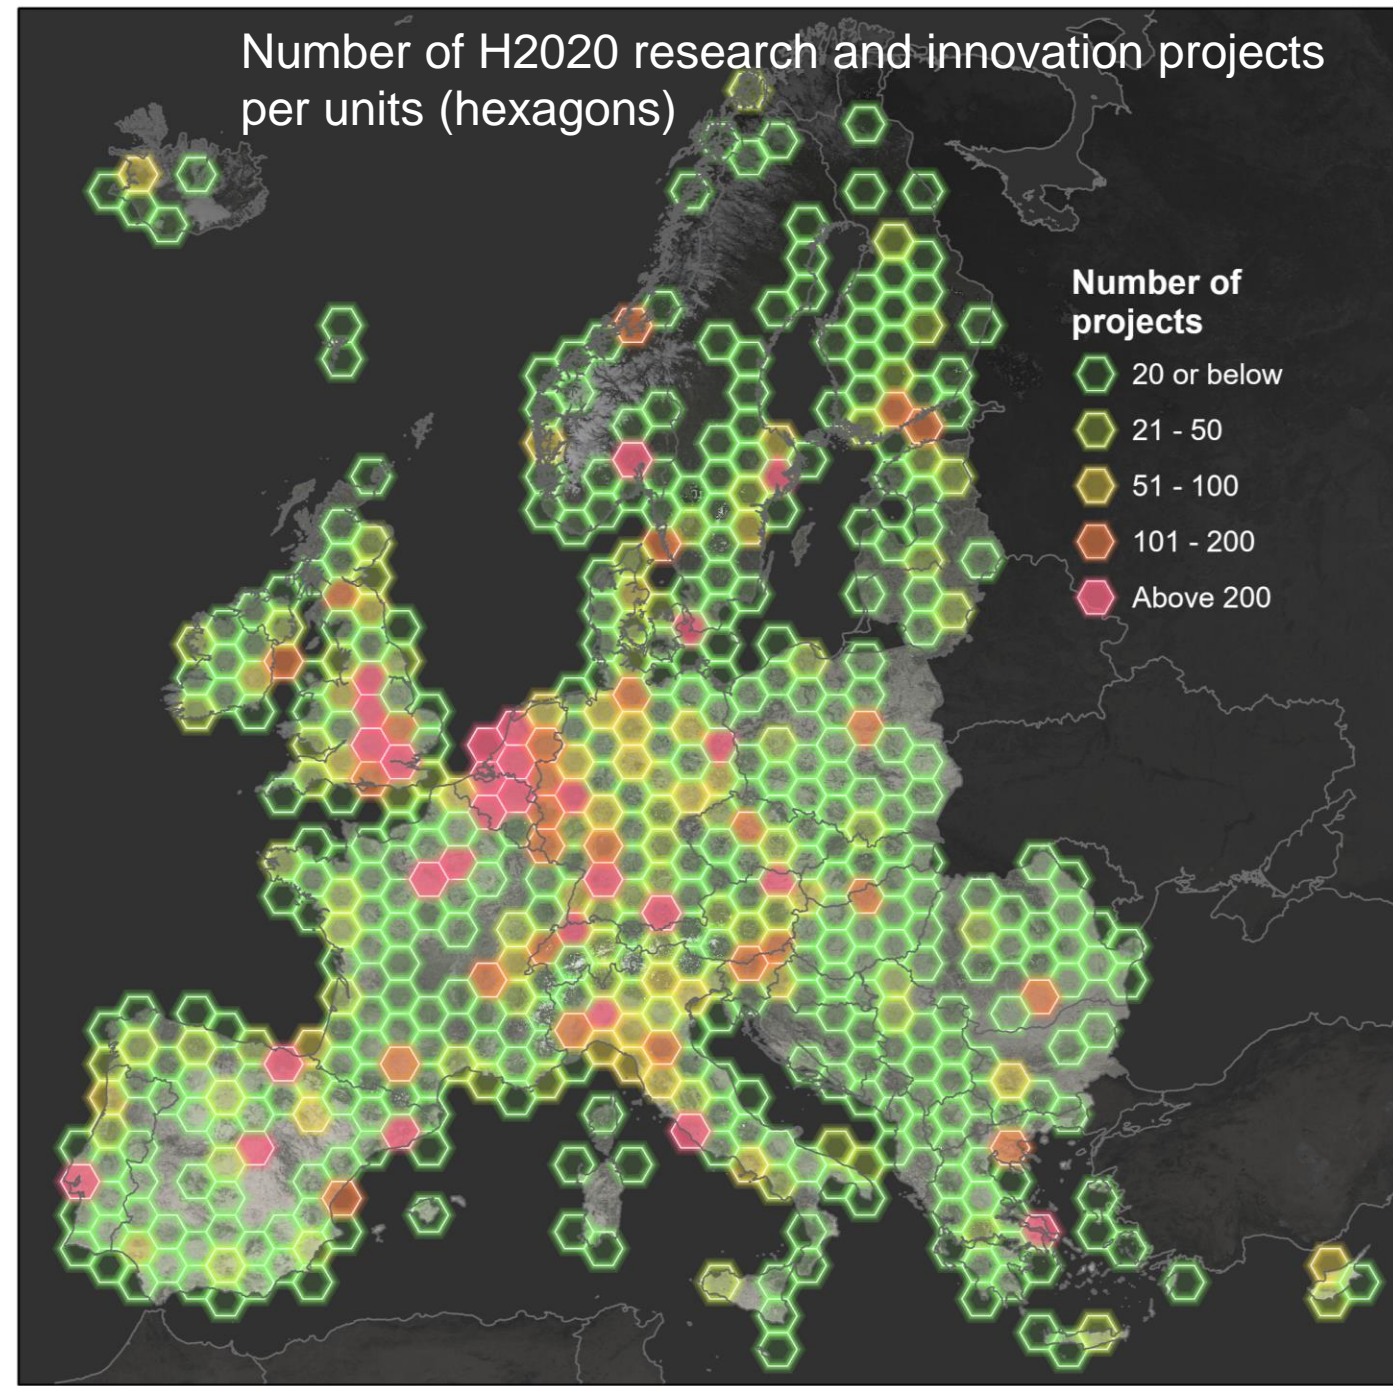 Number of H2020 research and innovation projects
per units (hexagons)
Number of
projects
20 or below
21 - 50
51 - 100
101 - 200
Above 200